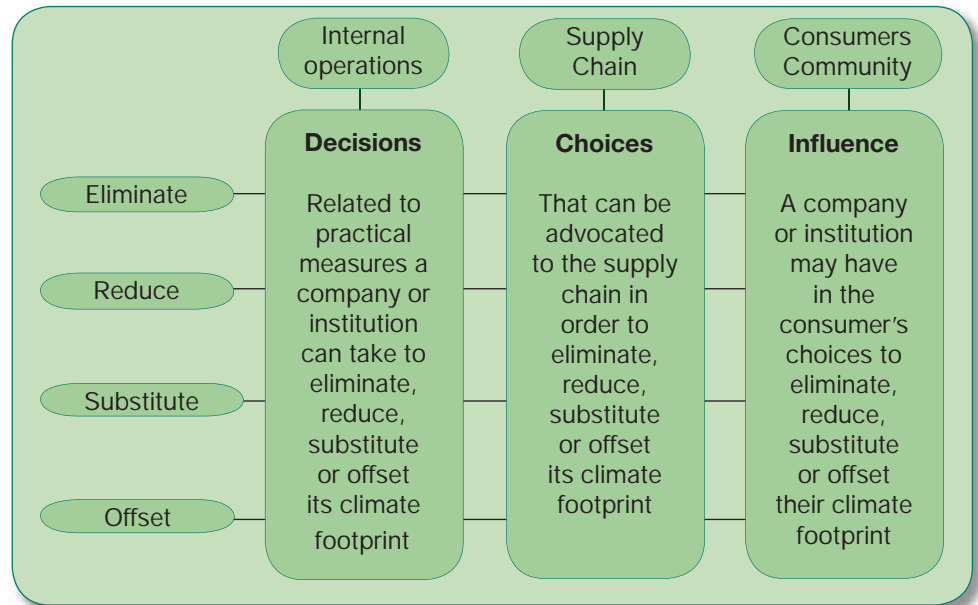 Internal
operations
Supply
Chain
Consumers
Community
Eliminate
Reduce
Substitute
Offset
Decisions
Related to
practical
measures a
company or
institution
can take to
eliminate,
reduce,
substitute
or offset
its climate
footprint
Choices
That can be
advocated
to the supply
chain in
order to
eliminate,
reduce,
substitute
or offset
its climate
footprint
Influence
A company
or institution
may have
in the
consumer's
choices to
eliminate,
reduce,
substitute
or offset
their climate
footprint